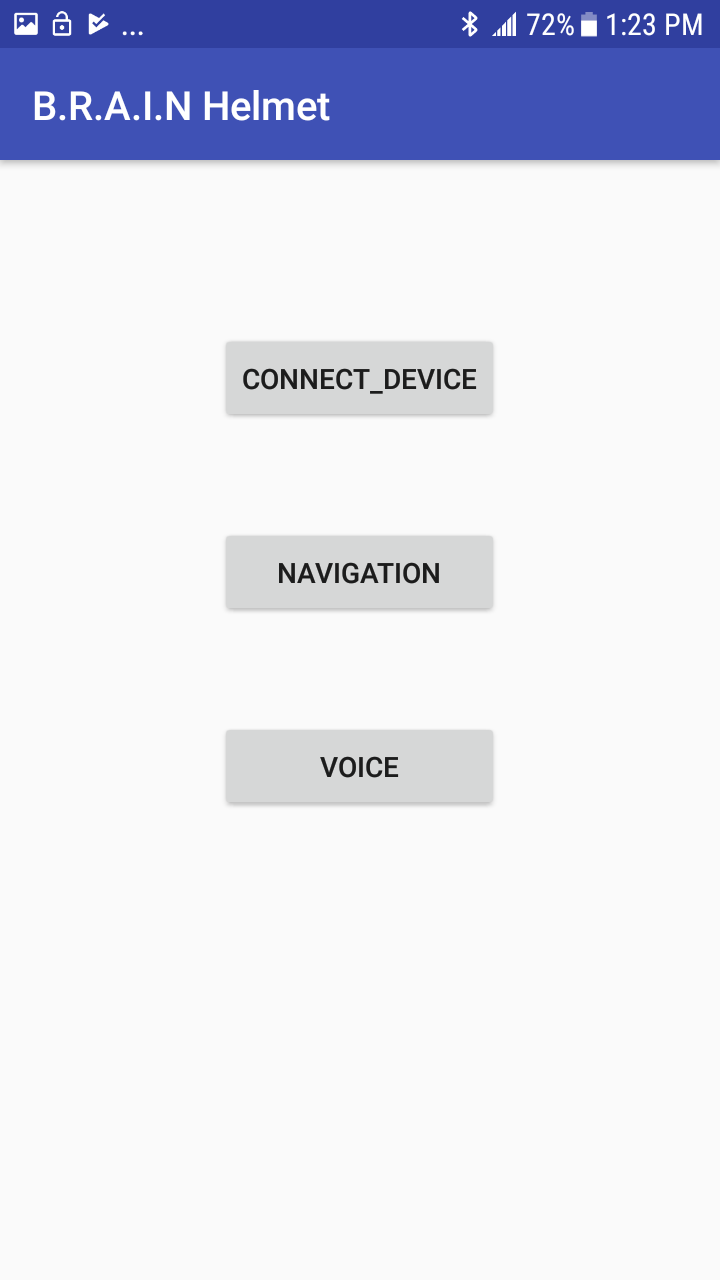 ... 72% 1:23 PM
B.R.A.I.N Helmet
CONNECT_DEVICE
NAVIGATION
VOICE